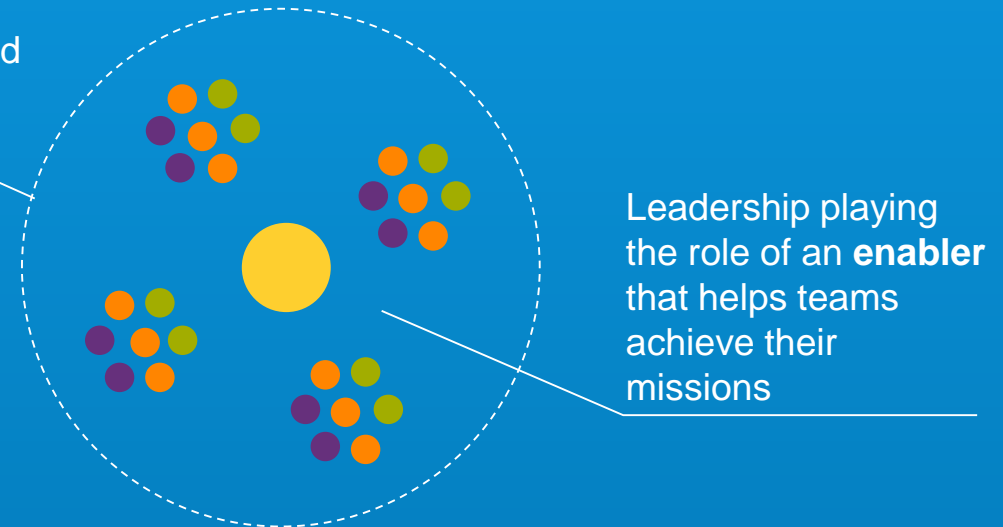 Leadership playing
the role of an enabler
that helps teams
achieve their
missions